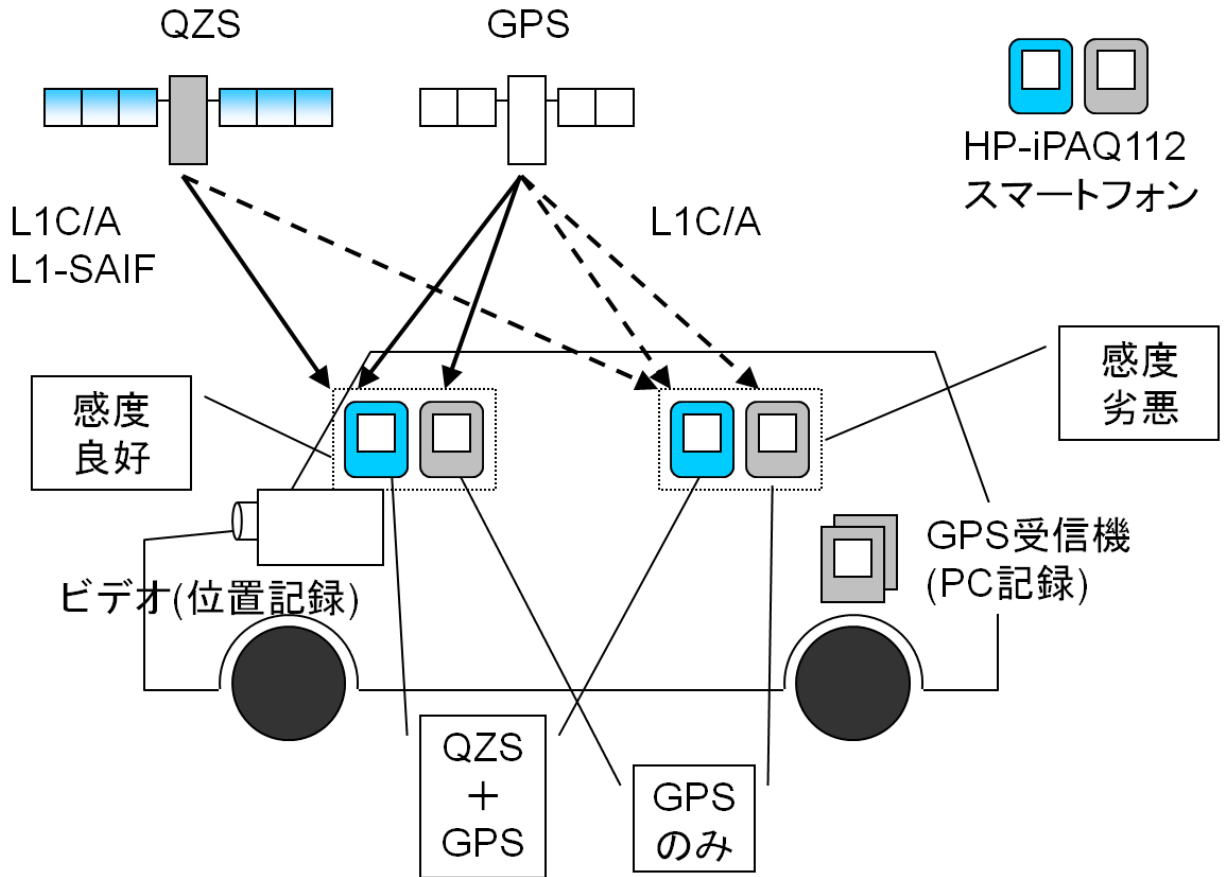 QZS
GPS
HP-iPAQ112
スマートフォン
L1C/A
L1-SAIF
L1C/A
感度
良好
感度
劣悪
ビデオ(位置記録)
GPS受信機
(PC記録)
QZS
＋
GPS
GPS
のみ